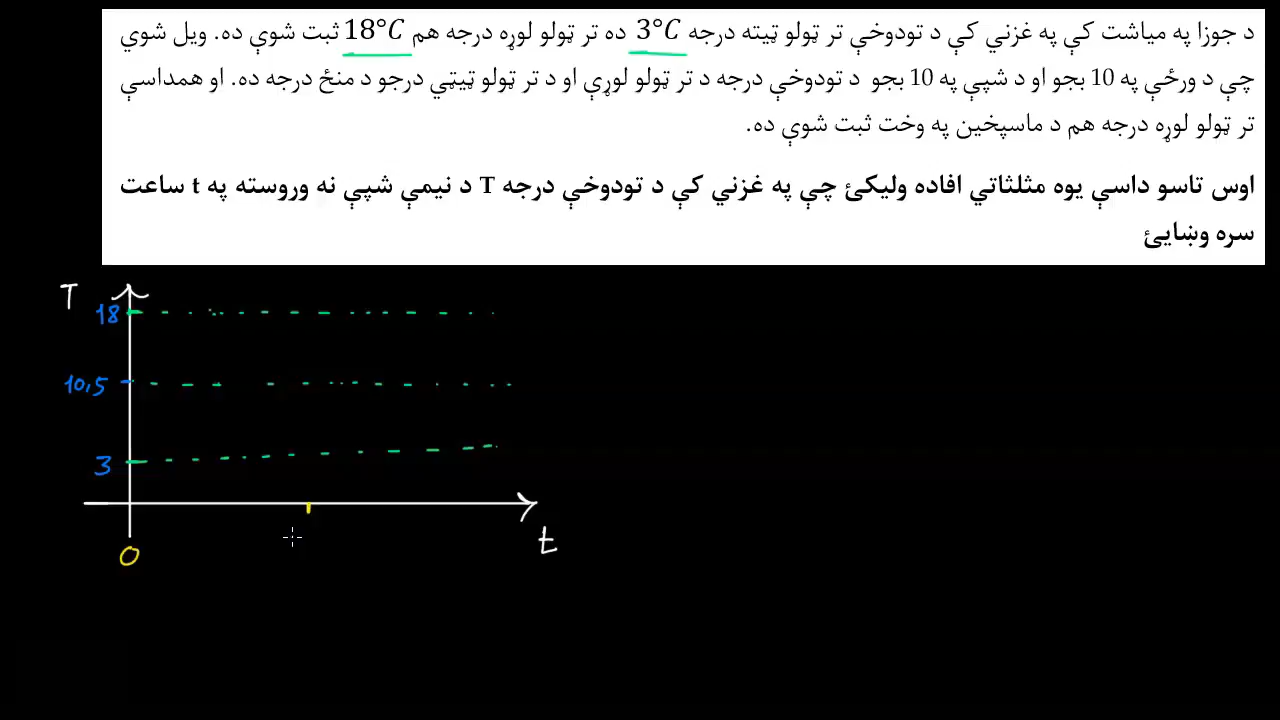 د جوزا په میاشت کې په غزني کې د تودوخې تر ټولو ټیټه درجه 3°C ده تر ټولو لوړه درجه هم 18°C ثبت شوې ده. ویل شوي
چې د ورځې په 10 بجو او د شپې په 10 بجو د تودوخې درجه د تر ټولو لوړې او د تر ټولو ټیټې درجو د منځ درجه ده. او همداسې
تر ټولو لوړه درجه هم د ماسپخین په وخت ثبت شوې ده.
اوس تاسو داسې یوه مثلثاتي افاده ولیکئ چې په غزني کې د تودوخې درجه T د نیمې شپې نه وروسته په t ساعت
سره وښایئ
T
18
10,5
3
t
0